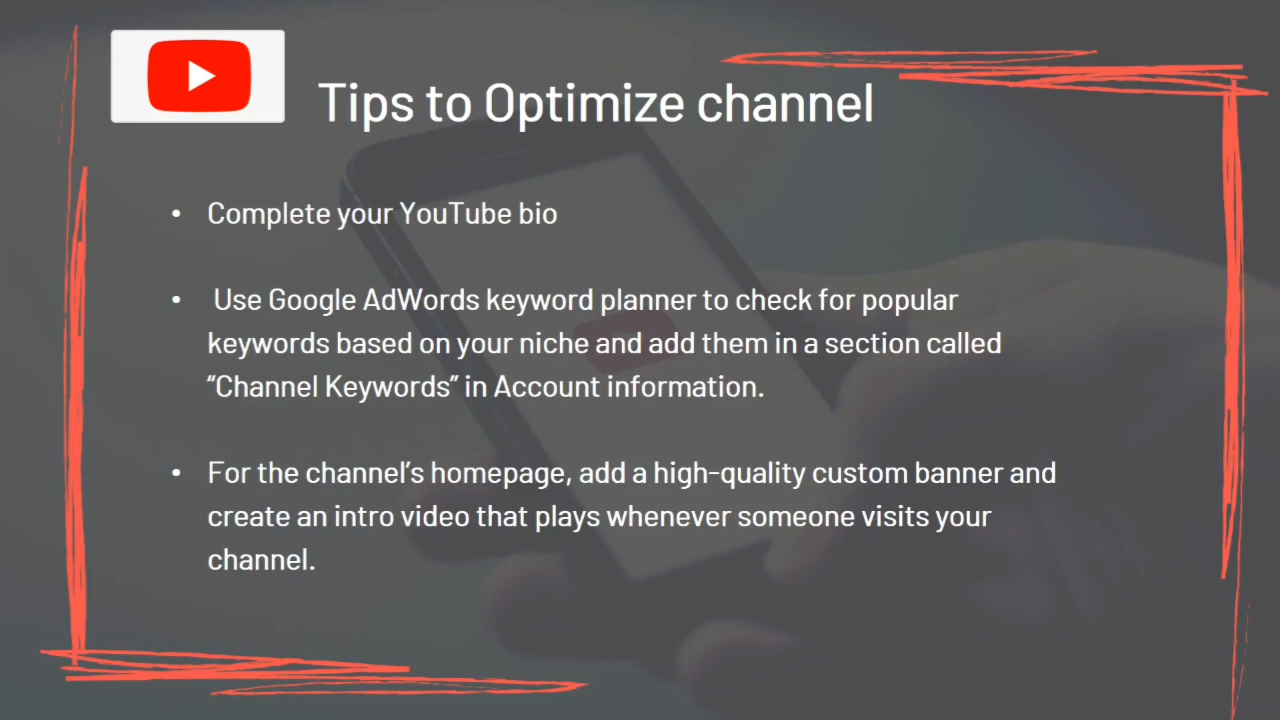 Tips to Optimize channel
• Complete your YouTube bio
• Use Google AdWords keyword planner to check for popular
keywords based on your niche and add them in a section called
“Channel Keywords” in Account information.
• For the channel’s homepage, add a high-quality custom banner and
create an intro video that plays whenever someone visits your
channel.